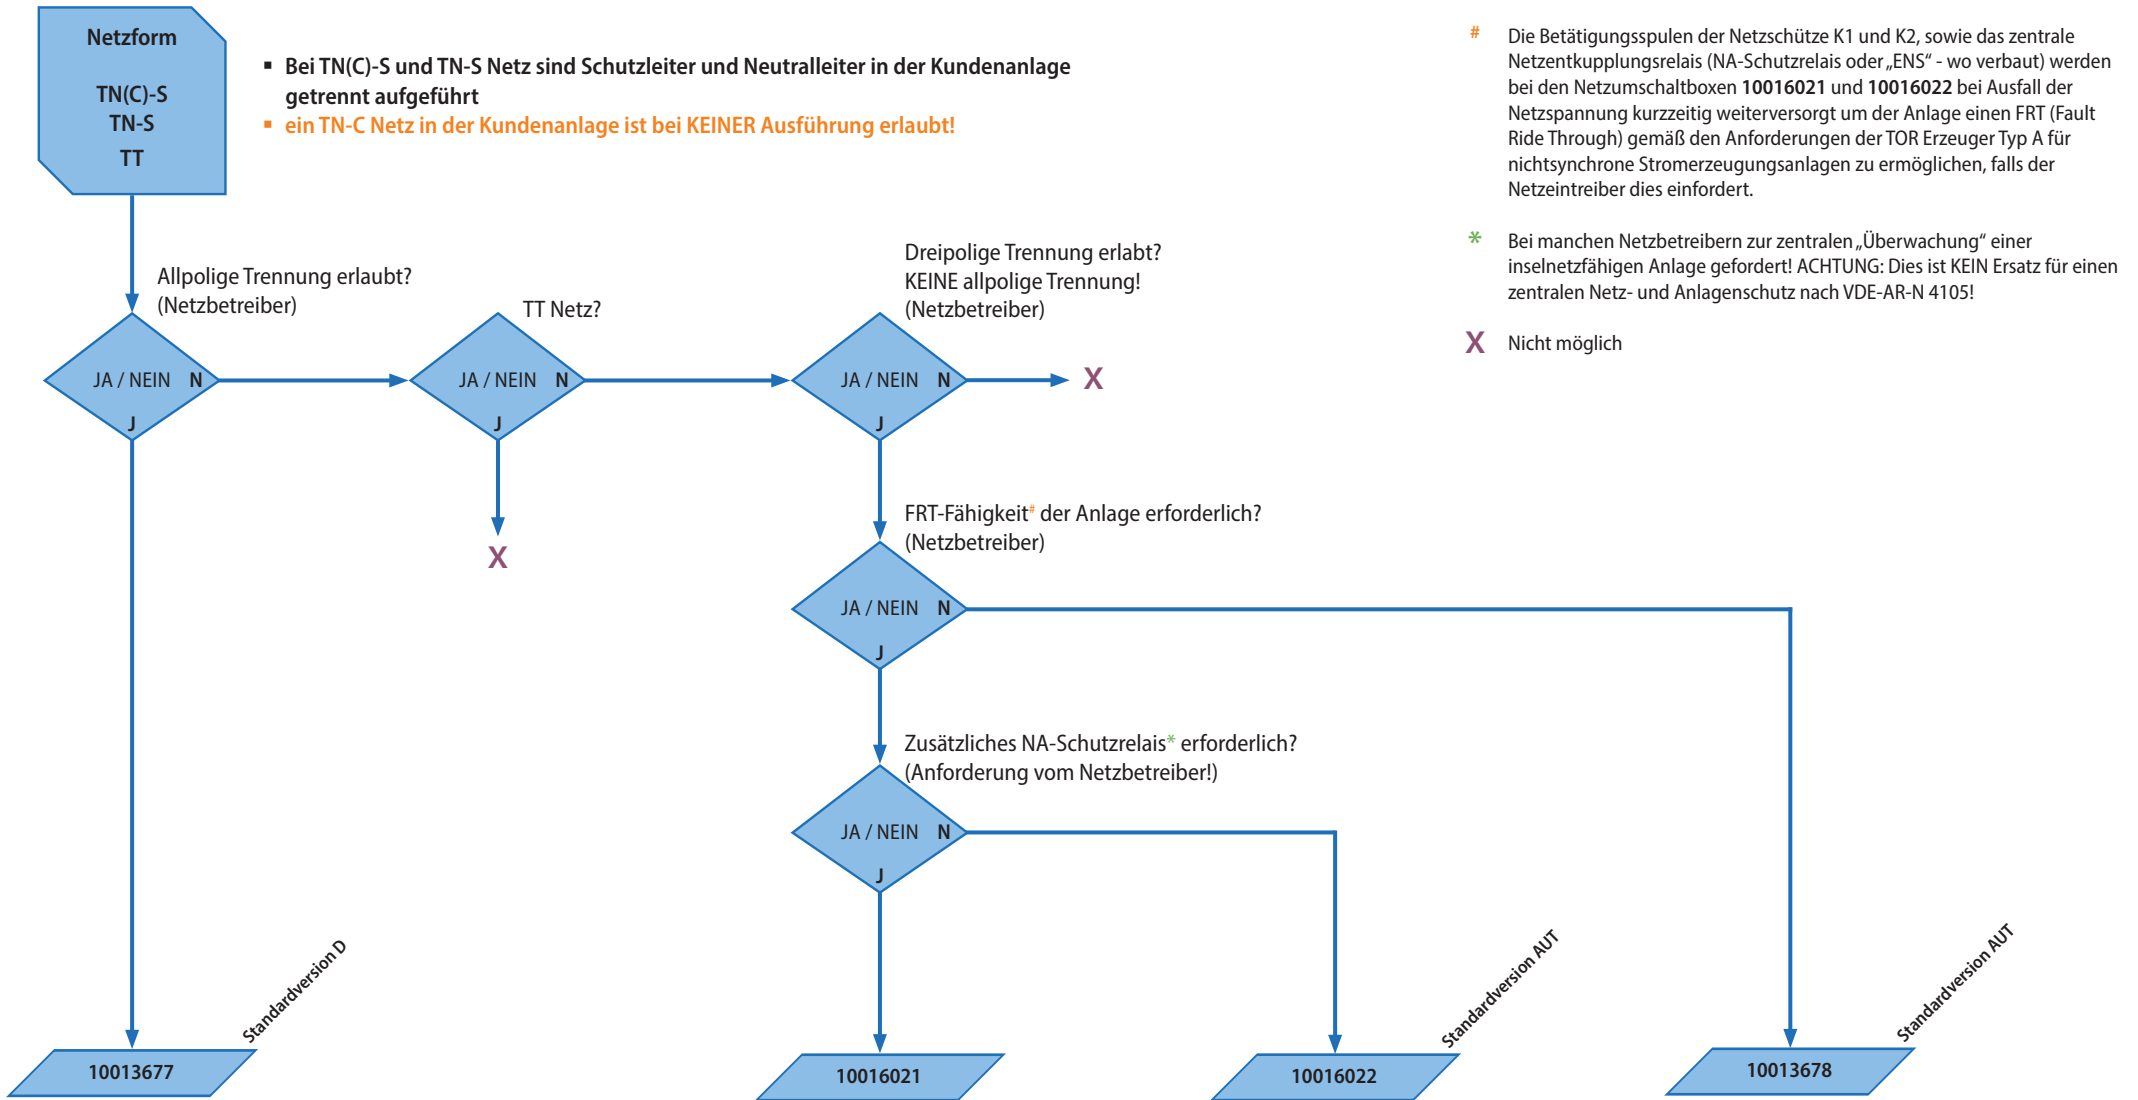 Netzform
TN(C)-S
TN-S
TT
▪ Bei TN(C)-S und TN-S Netz sind Schutzleiter und Neutralleiter in der Kundenanlage
getrennt aufgeführt
▪ ein TN-C Netz in der Kundenanlage ist bei KEINER Ausführung erlaubt!
# Die Betätigungsspulen der Netzschütze K1 und K2, sowie das zentrale
Netzentkupplungsrelais (NA-Schutzrelais oder „ENS“ - wo verbaut) werden
bei den Netzumschaltboxen 10016021 und 10016022 bei Ausfall der
Netzspannung kurzzeitig weiterversorgt um der Anlage einen FRT (Fault
Ride Through) gemäß den Anforderungen der TOR Erzeuger Typ A für
nichtsynchrone Stromerzeugungsanlagen zu ermöglichen, falls der
Netzeintreiber dies einfordert.
* Bei manchen Netzbetreibern zur zentralen „Überwachung“ einer
inselnetzfähigen Anlage gefordert! ACHTUNG: Dies ist KEIN Ersatz für einen
zentralen Netz- und Anlagenschutz nach VDE-AR-N 4105!
X Nicht möglich
Allpolige Trennung erlaubt?
(Netzbetreiber)
JA / NEIN N
J
TT Netz?
JA / NEIN N
J
X
Dreipolige Trennung erlabt?
KEINE allpolige Trennung!
(Netzbetreiber)
JA / NEIN N
J
X
FRT-Fähigkeit# der Anlage erforderlich?
(Netzbetreiber)
JA / NEIN N
J
Zusätzliches NA-Schutzrelais* erforderlich?
(Anforderung vom Netzbetreiber!)
JA / NEIN N
J
Standardversion D
10013677
10016021
Standardversion AUT
10016022
Standardversion AUT
10013678